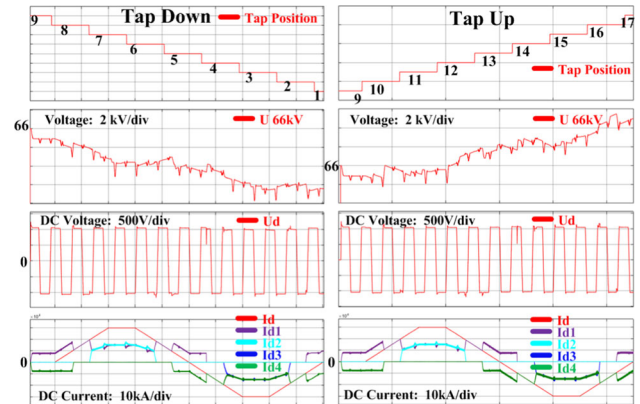 Tap Down
Tap Position
9
8
7
6
5
4
3
2
1
66
Voltage: 2 kV/div
U 66kV
DC Voltage: 500V/div
Ud
0
Id
Id1
Id2
Id3
Id4
0
DC Current: 10kA/div
Tap Up
17
16
15
14
13
12
11
10
9
Tap Position
Voltage: 2 kV/div
U 66kV
66
DC Voltage: 500V/div
Ud
Id
Id1
Id2
Id3
Id4
0
DC Current: 10kA/div